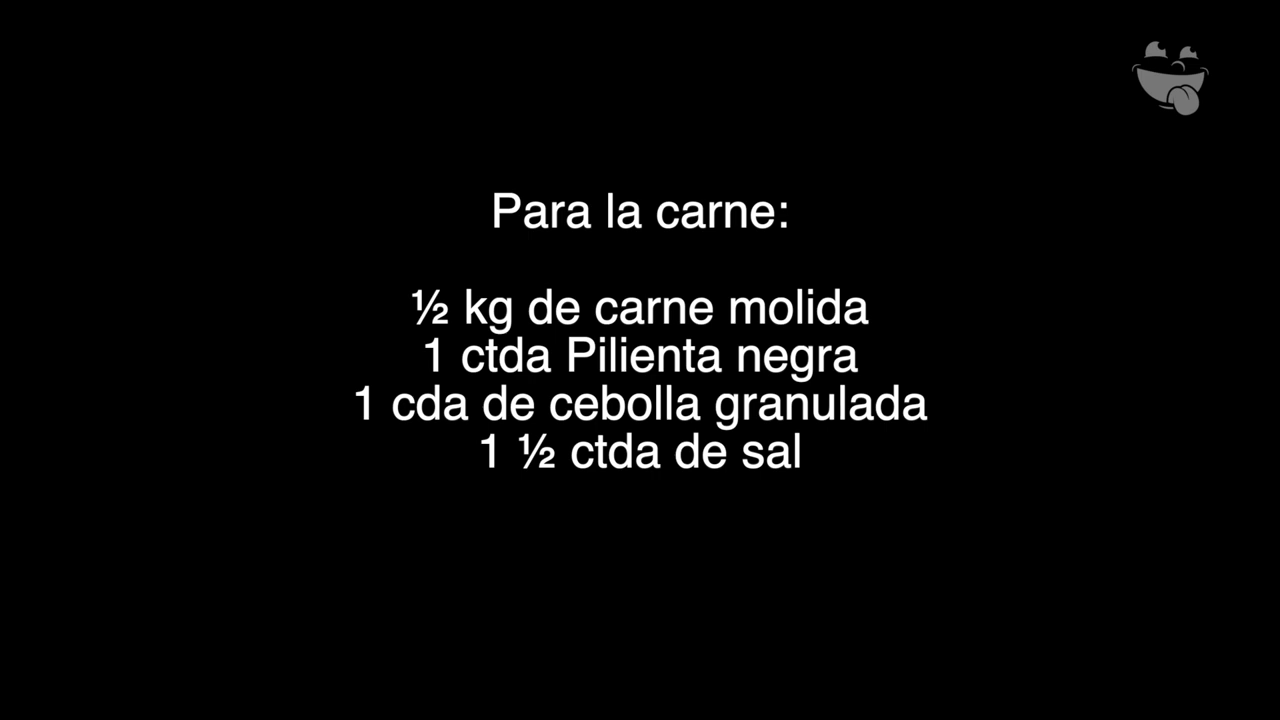 Para la carne:
½ kg de carne molida
1 ctda Pilienta negra
1 cda de cebolla granulada
1 ½ ctda de sal